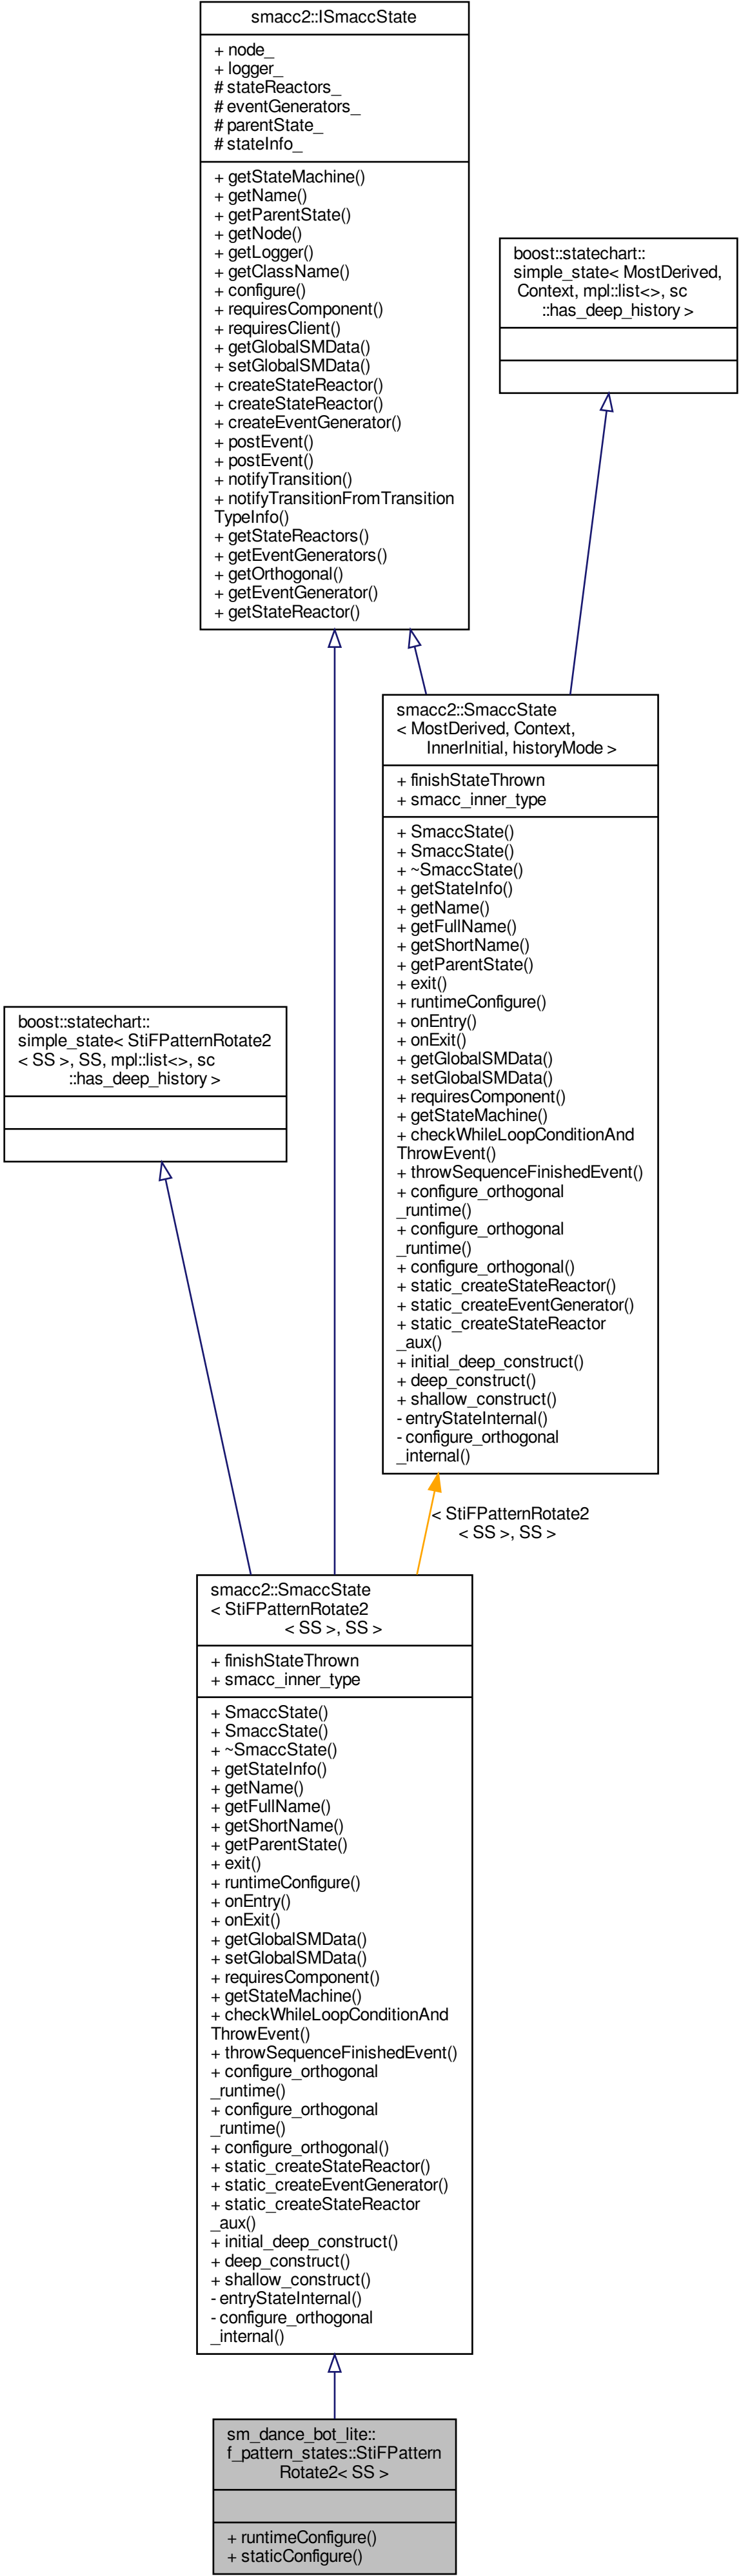 smacc2::ISmaccState
+ node_
+ logger_
# stateReactors_
# eventGenerators_
# parentState_
# stateInfo_
+ getStateMachine()
+ getName()
+ getParentState()
+ getNode()
+ getLogger()
+ getClassName()
+ configure()
+ requiresComponent()
+ requiresClient()
+ getGlobalSMData()
+ setGlobalSMData()
+ createStateReactor()
+ createStateReactor()
+ createEventGenerator()
+ postEvent()
+ postEvent()
+ notifyTransition()
+ notifyTransitionFromTransition
TypeInfo()
+ getStateReactors()
+ getEventGenerators()
+ getOrthogonal()
+ getEventGenerator()
+ getStateReactor()
boost::statechart::
simple_state< MostDerived,
Context, mpl::list<>, sc
::has_deep_history >
smacc2::SmaccState
< MostDerived, Context,
InnerInitial, historyMode >
+ finishStateThrown
+ smacc_inner_type
+ SmaccState()
+ SmaccState()
+ ~SmaccState()
+ getStateInfo()
+ getName()
+ getFullName()
+ getShortName()
+ getParentState()
+ exit()
+ runtimeConfigure()
+ onEntry()
+ onExit()
+ getGlobalSMData()
+ setGlobalSMData()
+ requiresComponent()
+ getStateMachine()
+ checkWhileLoopConditionAnd
ThrowEvent()
+ throwSequenceFinishedEvent()
+ configure_orthogonal
_runtime()
+ configure_orthogonal
_runtime()
+ configure_orthogonal()
+ static_createStateReactor()
+ static_createEventGenerator()
+ static_createStateReactor
_aux()
+ initial_deep_construct()
+ deep_construct()
+ shallow_construct()
- entryStateInternal()
- configure_orthogonal
_internal()
boost::statechart::
simple_state< StiFPatternRotate2
< SS >, SS, mpl::list<>, sc
::has_deep_history >
< StiFPatternRotate2
< SS >, SS >
smacc2::SmaccState
< StiFPatternRotate2
< SS >, SS >
+ finishStateThrown
+ smacc_inner_type
+ SmaccState()
+ SmaccState()
+ ~SmaccState()
+ getStateInfo()
+ getName()
+ getFullName()
+ getShortName()
+ getParentState()
+ exit()
+ runtimeConfigure()
+ onEntry()
+ onExit()
+ getGlobalSMData()
+ setGlobalSMData()
+ requiresComponent()
+ getStateMachine()
+ checkWhileLoopConditionAnd
ThrowEvent()
+ throwSequenceFinishedEvent()
+ configure_orthogonal
_runtime()
+ configure_orthogonal
_runtime()
+ configure_orthogonal()
+ static_createStateReactor()
+ static_createEventGenerator()
+ static_createStateReactor
_aux()
+ initial_deep_construct()
+ deep_construct()
+ shallow_construct()
- entryStateInternal()
- configure_orthogonal
_internal()
sm_dance_bot_lite::
f_pattern_states::StiFPattern
Rotate2< SS >
+ runtimeConfigure()
+ staticConfigure()